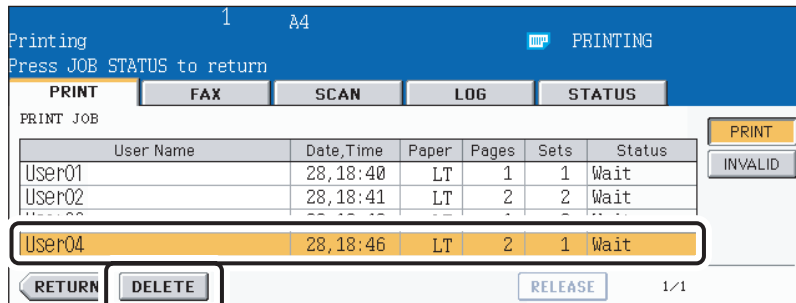 1 A4
Printing PRINTING
Press JOB STATUS to return
PRINT FAX SCAN LOG STATUS
PRINT JOB
PRINT
User Name Date,Time Paper Pages Sets Status
INVALID
User01 28,18:40 LT 1 1 Wait
User02 28,18:41 LT 2 2 Wait
User04 28,18:46 LT 2 1 Wait
RETURN DELETE RELEASE 1/1